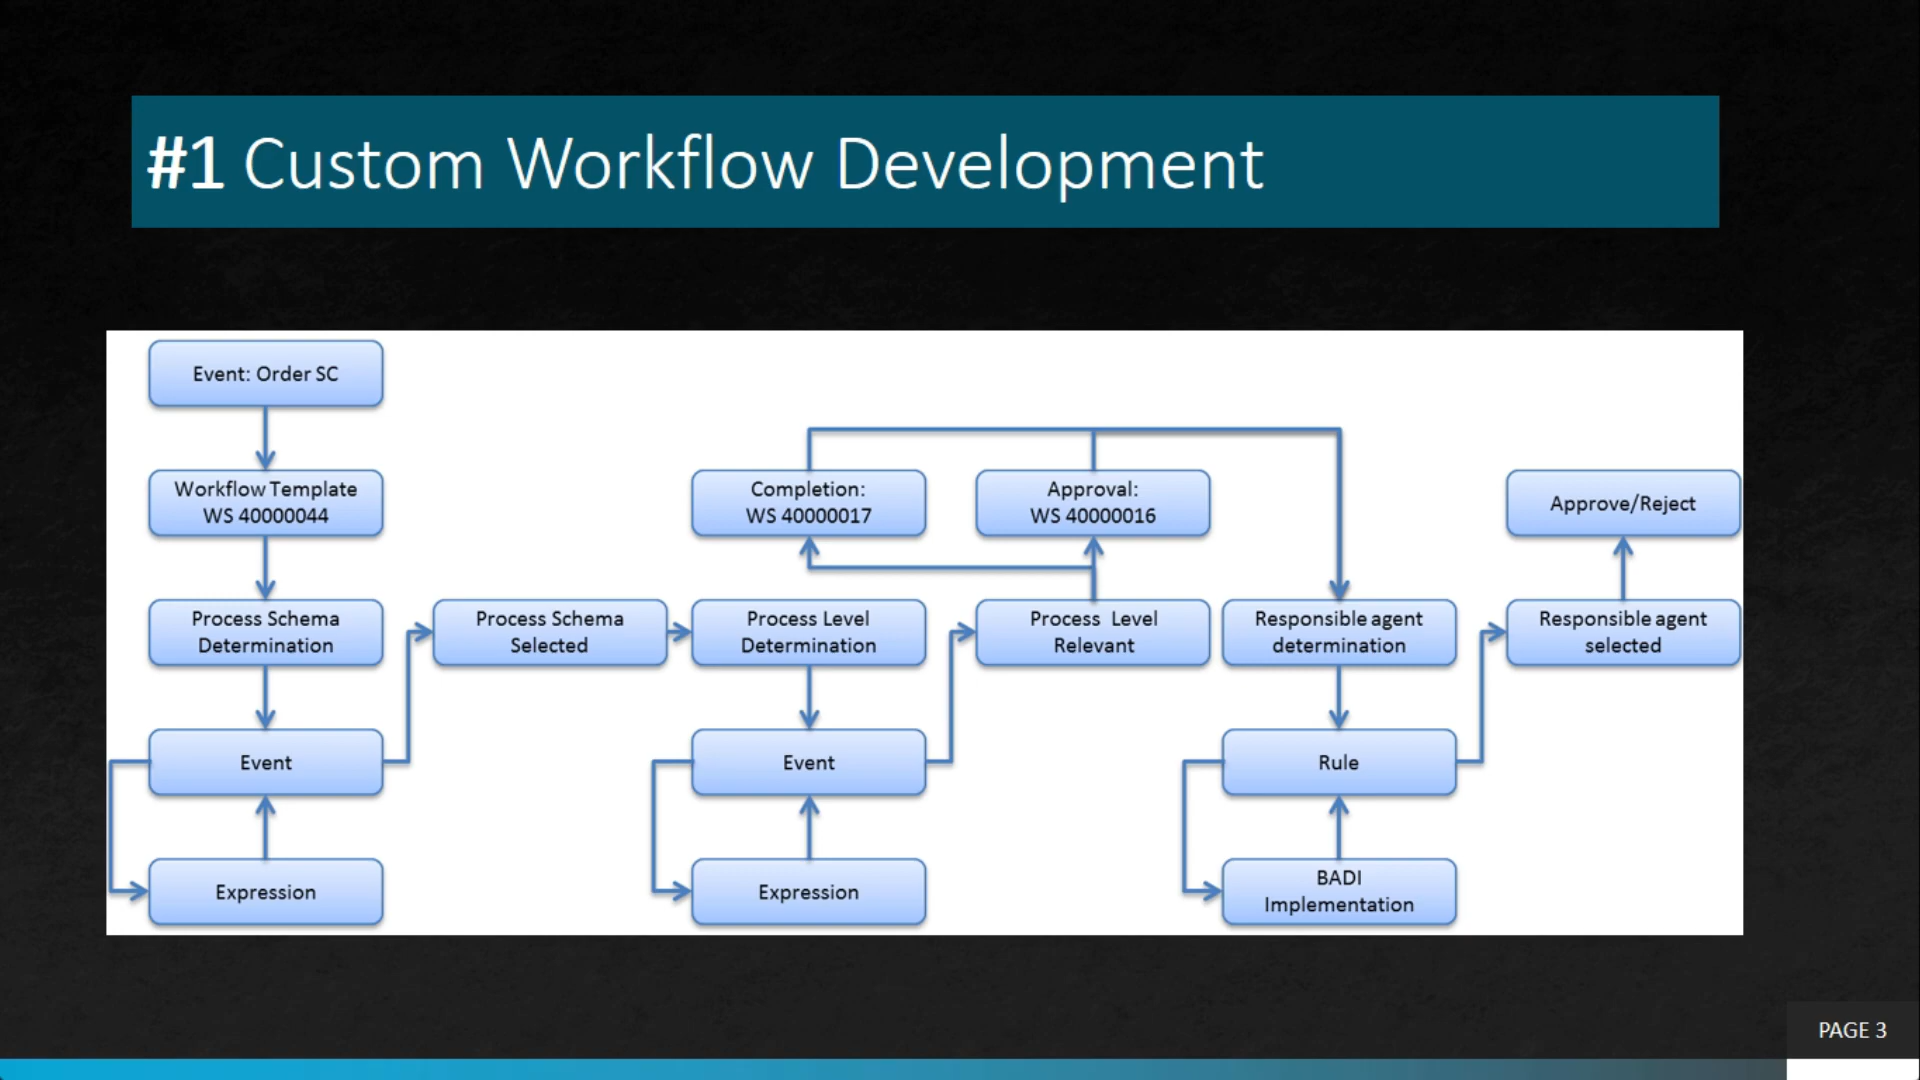 #1 Custom Workflow Development
Event: Order SC
Workflow Template
WS 40000044
Completion:
WS 40000017
Approval:
WS 40000016
Approve/Reject
Process Schema
Determination
Process Schema
Selected
Process Level
Determination
Process Level
Relevant
Responsible agent
determination
Responsible agent
selected
Event
Event
Rule
Expression
Expression
BADI
Implementation
PAGE 3